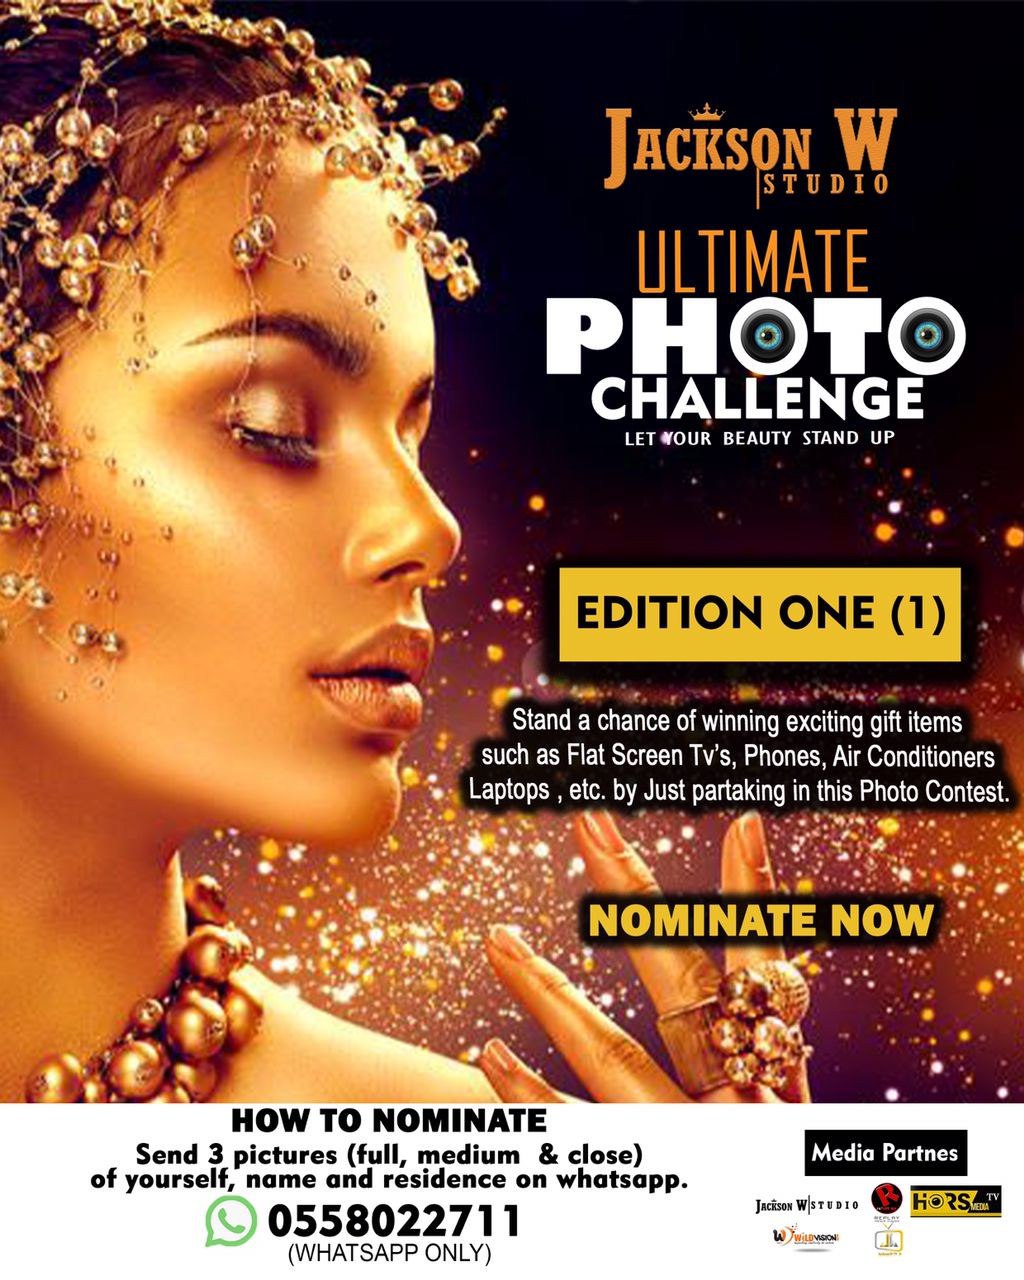 JACKSON W
STUDIO
ULTIMATE
PHOTO
CHALLENGE
LET YOUR BEAUTY STAND UP
EDITION ONE (1)
Stand a chance of winning exciting gift items
such as Flat Screen Tv's, Phones, Air Conditioners
Laptops , etc. by Just partaking in this Photo Contest.
NOMINATE NOW
HOW TO NOMINATE
Send 3 pictures (full, medium & close)
of yourself, name and residence on whatsapp.
0558022711
(WHATSAPP ONLY)
Media Partnes
JACKSON W STUDIO
REPLAY
HORS TV
MEDIA
WILDVISION